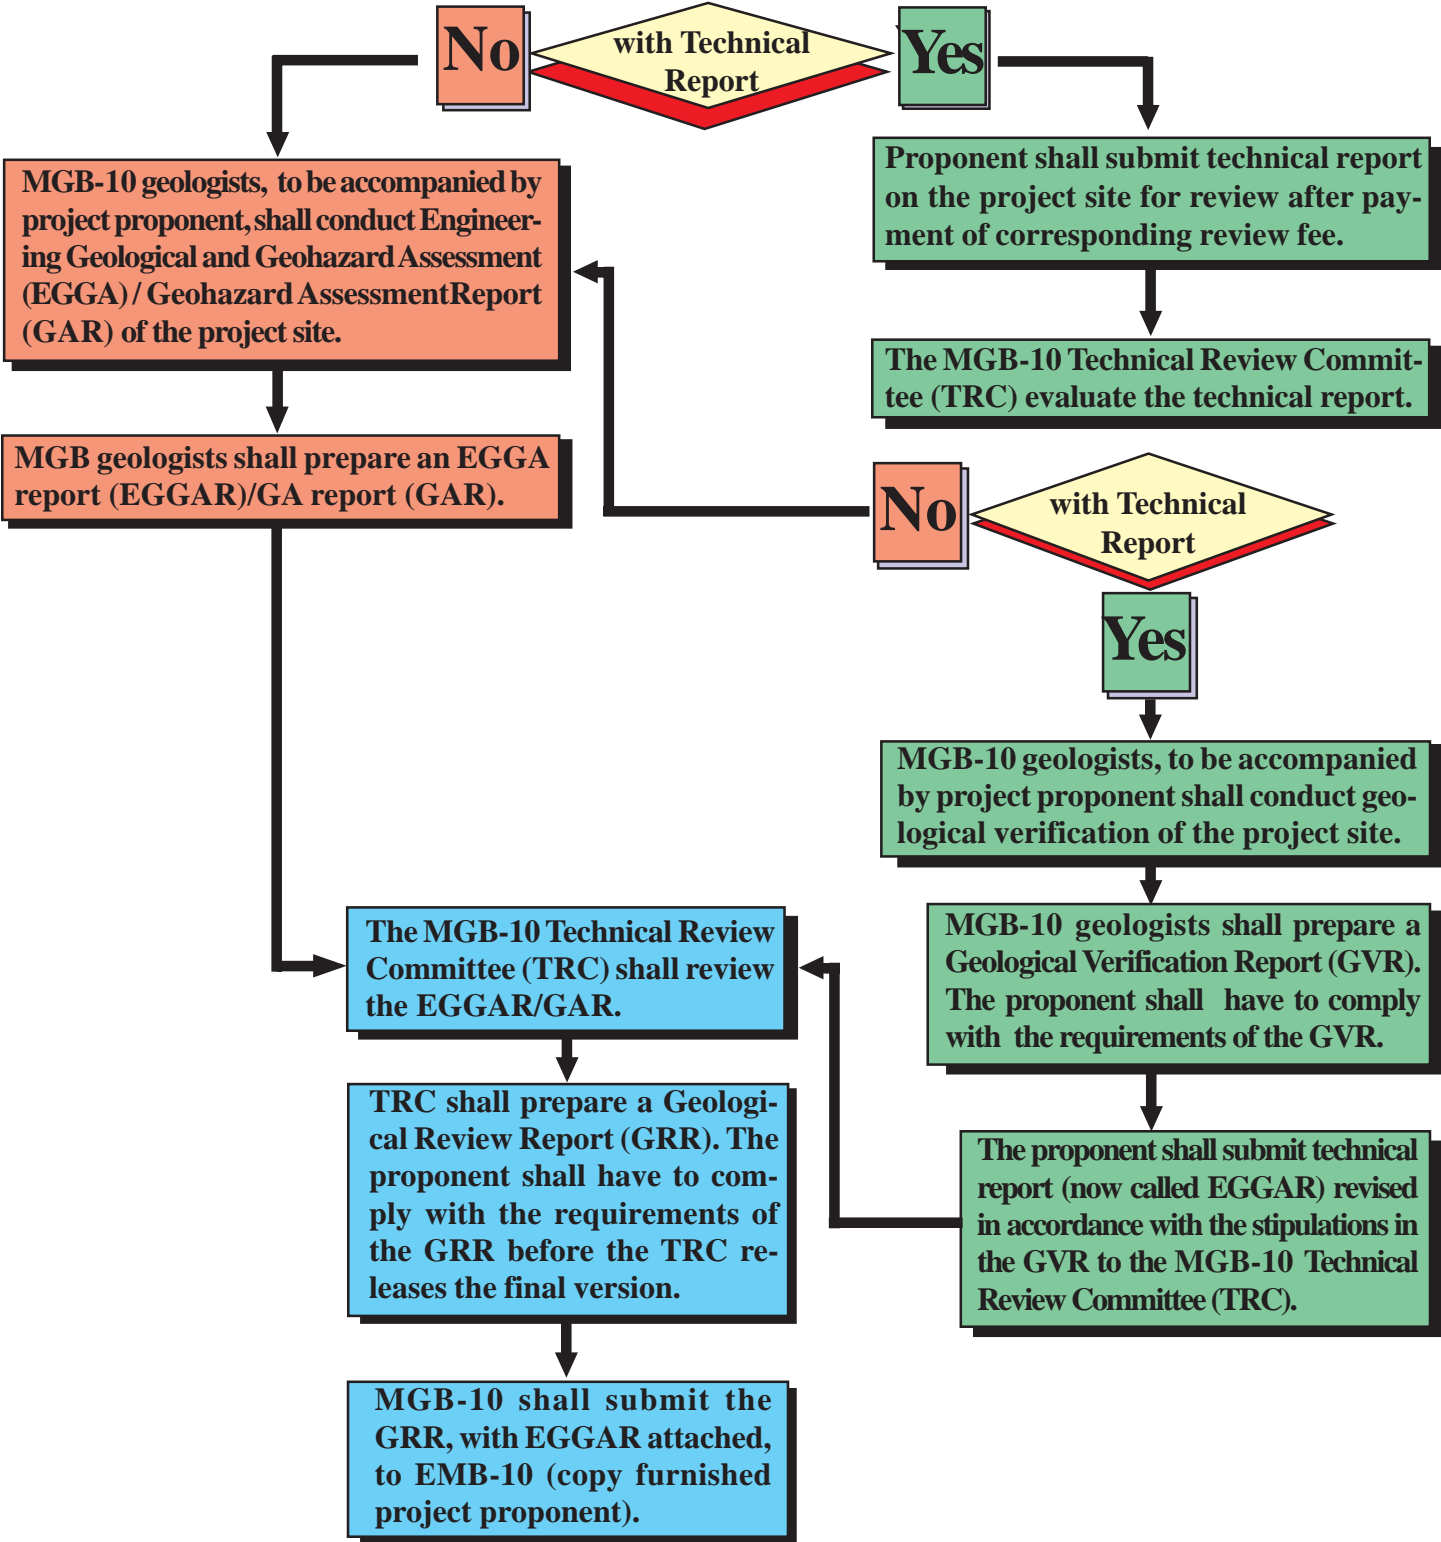 No
with Technical
Report
Yes
MGB-10 geologists, to be accompanied by
project proponent, shall conduct Engineer-
ing Geological and Geohazard Assessment
(EGGA) / Geohazard Assessment Report
(GAR) of the project site.
Proponent shall submit technical report
on the project site for review after pay-
ment of corresponding review fee.
The MGB-10 Technical Review Commit-
tee (TRC) evaluate the technical report.
MGB geologists shall prepare an EGGA
report (EGGAR)/GA report (GAR).
No
with Technical
Report
Yes
MGB-10 geologists, to be accompanied
by project proponent shall conduct geo-
logical verification of the project site.
MGB-10 geologists shall prepare a
Geological Verification Report (GVR).
The proponent shall have to comply
with the requirements of the GVR.
The proponent shall submit technical
report (now called EGGAR) revised
in accordance with the stipulations in
the GVR to the MGB-10 Technical
Review Committee (TRC).
The MGB-10 Technical Review
Committee (TRC) shall review
the EGGAR/GAR.
TRC shall prepare a Geologi-
cal Review Report (GRR). The
proponent shall have to com-
ply with the requirements of
the GRR before the TRC re-
leases the final version.
MGB-10 shall submit the
GRR, with EGGAR attached,
to EMB-10 (copy furnished
project proponent).